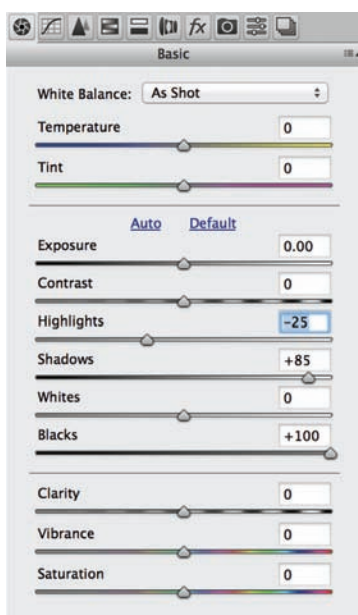 fx
Basic
White Balance: As Shot
Temperature 0
Tint 0
Auto Default
Exposure 0.00
Contrast 0
Highlights -25
Shadows +85
Whites 0
Blacks +100
Clarity 0
Vibrance 0
Saturation 0